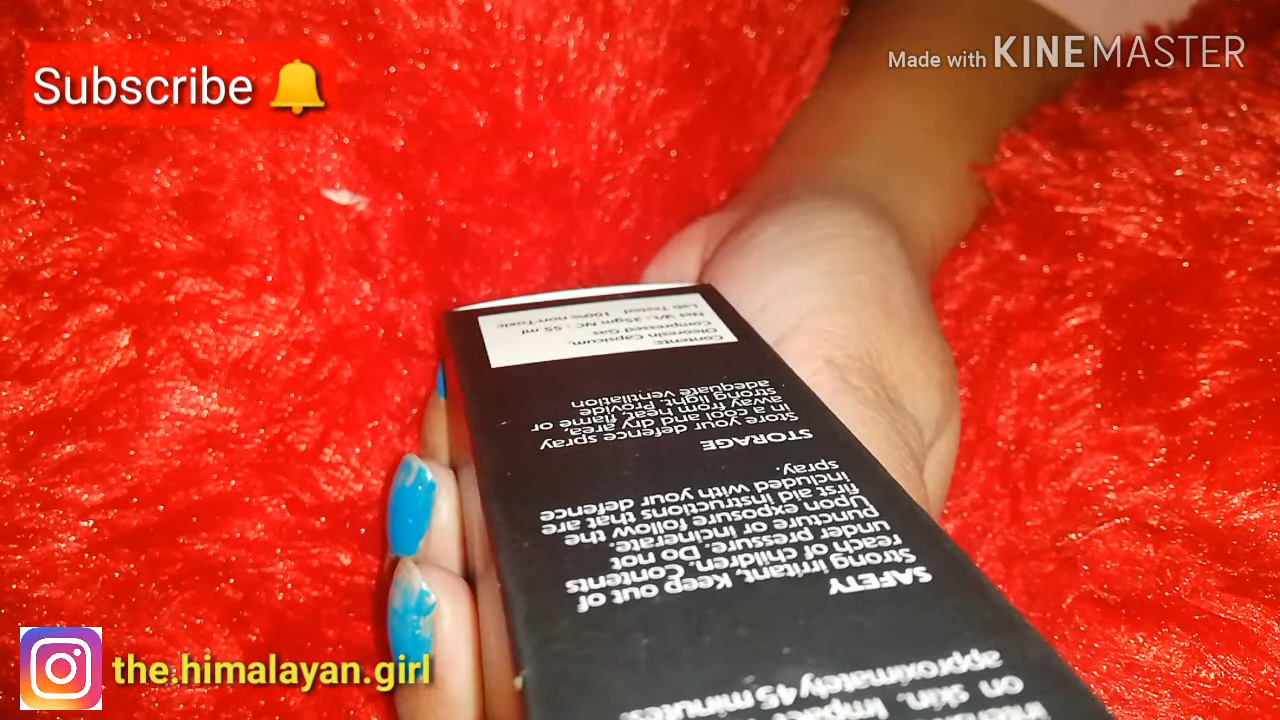 Subscribe
Made with KINEMASTER
on skin. Impact
approximately 45 minutes.
SAFETY
Strong irritant, Keep out of
reach of children. Contents
under pressure. Do not
puncture or incinerate.
Upon exposure follow the
first aid instructions that are
included with your defence
spray.
STORAGE
Store your defence spray
in a cool and dry area,
away from heat, flame or
strong light. Provide
adequate ventilation
Contents:
Oleoresin Capsicum,
Compressed Gas
Net Wt.: 35gm NC : 55 ml
Lab Tested 100% non-Toxic
the.himalayan.girl